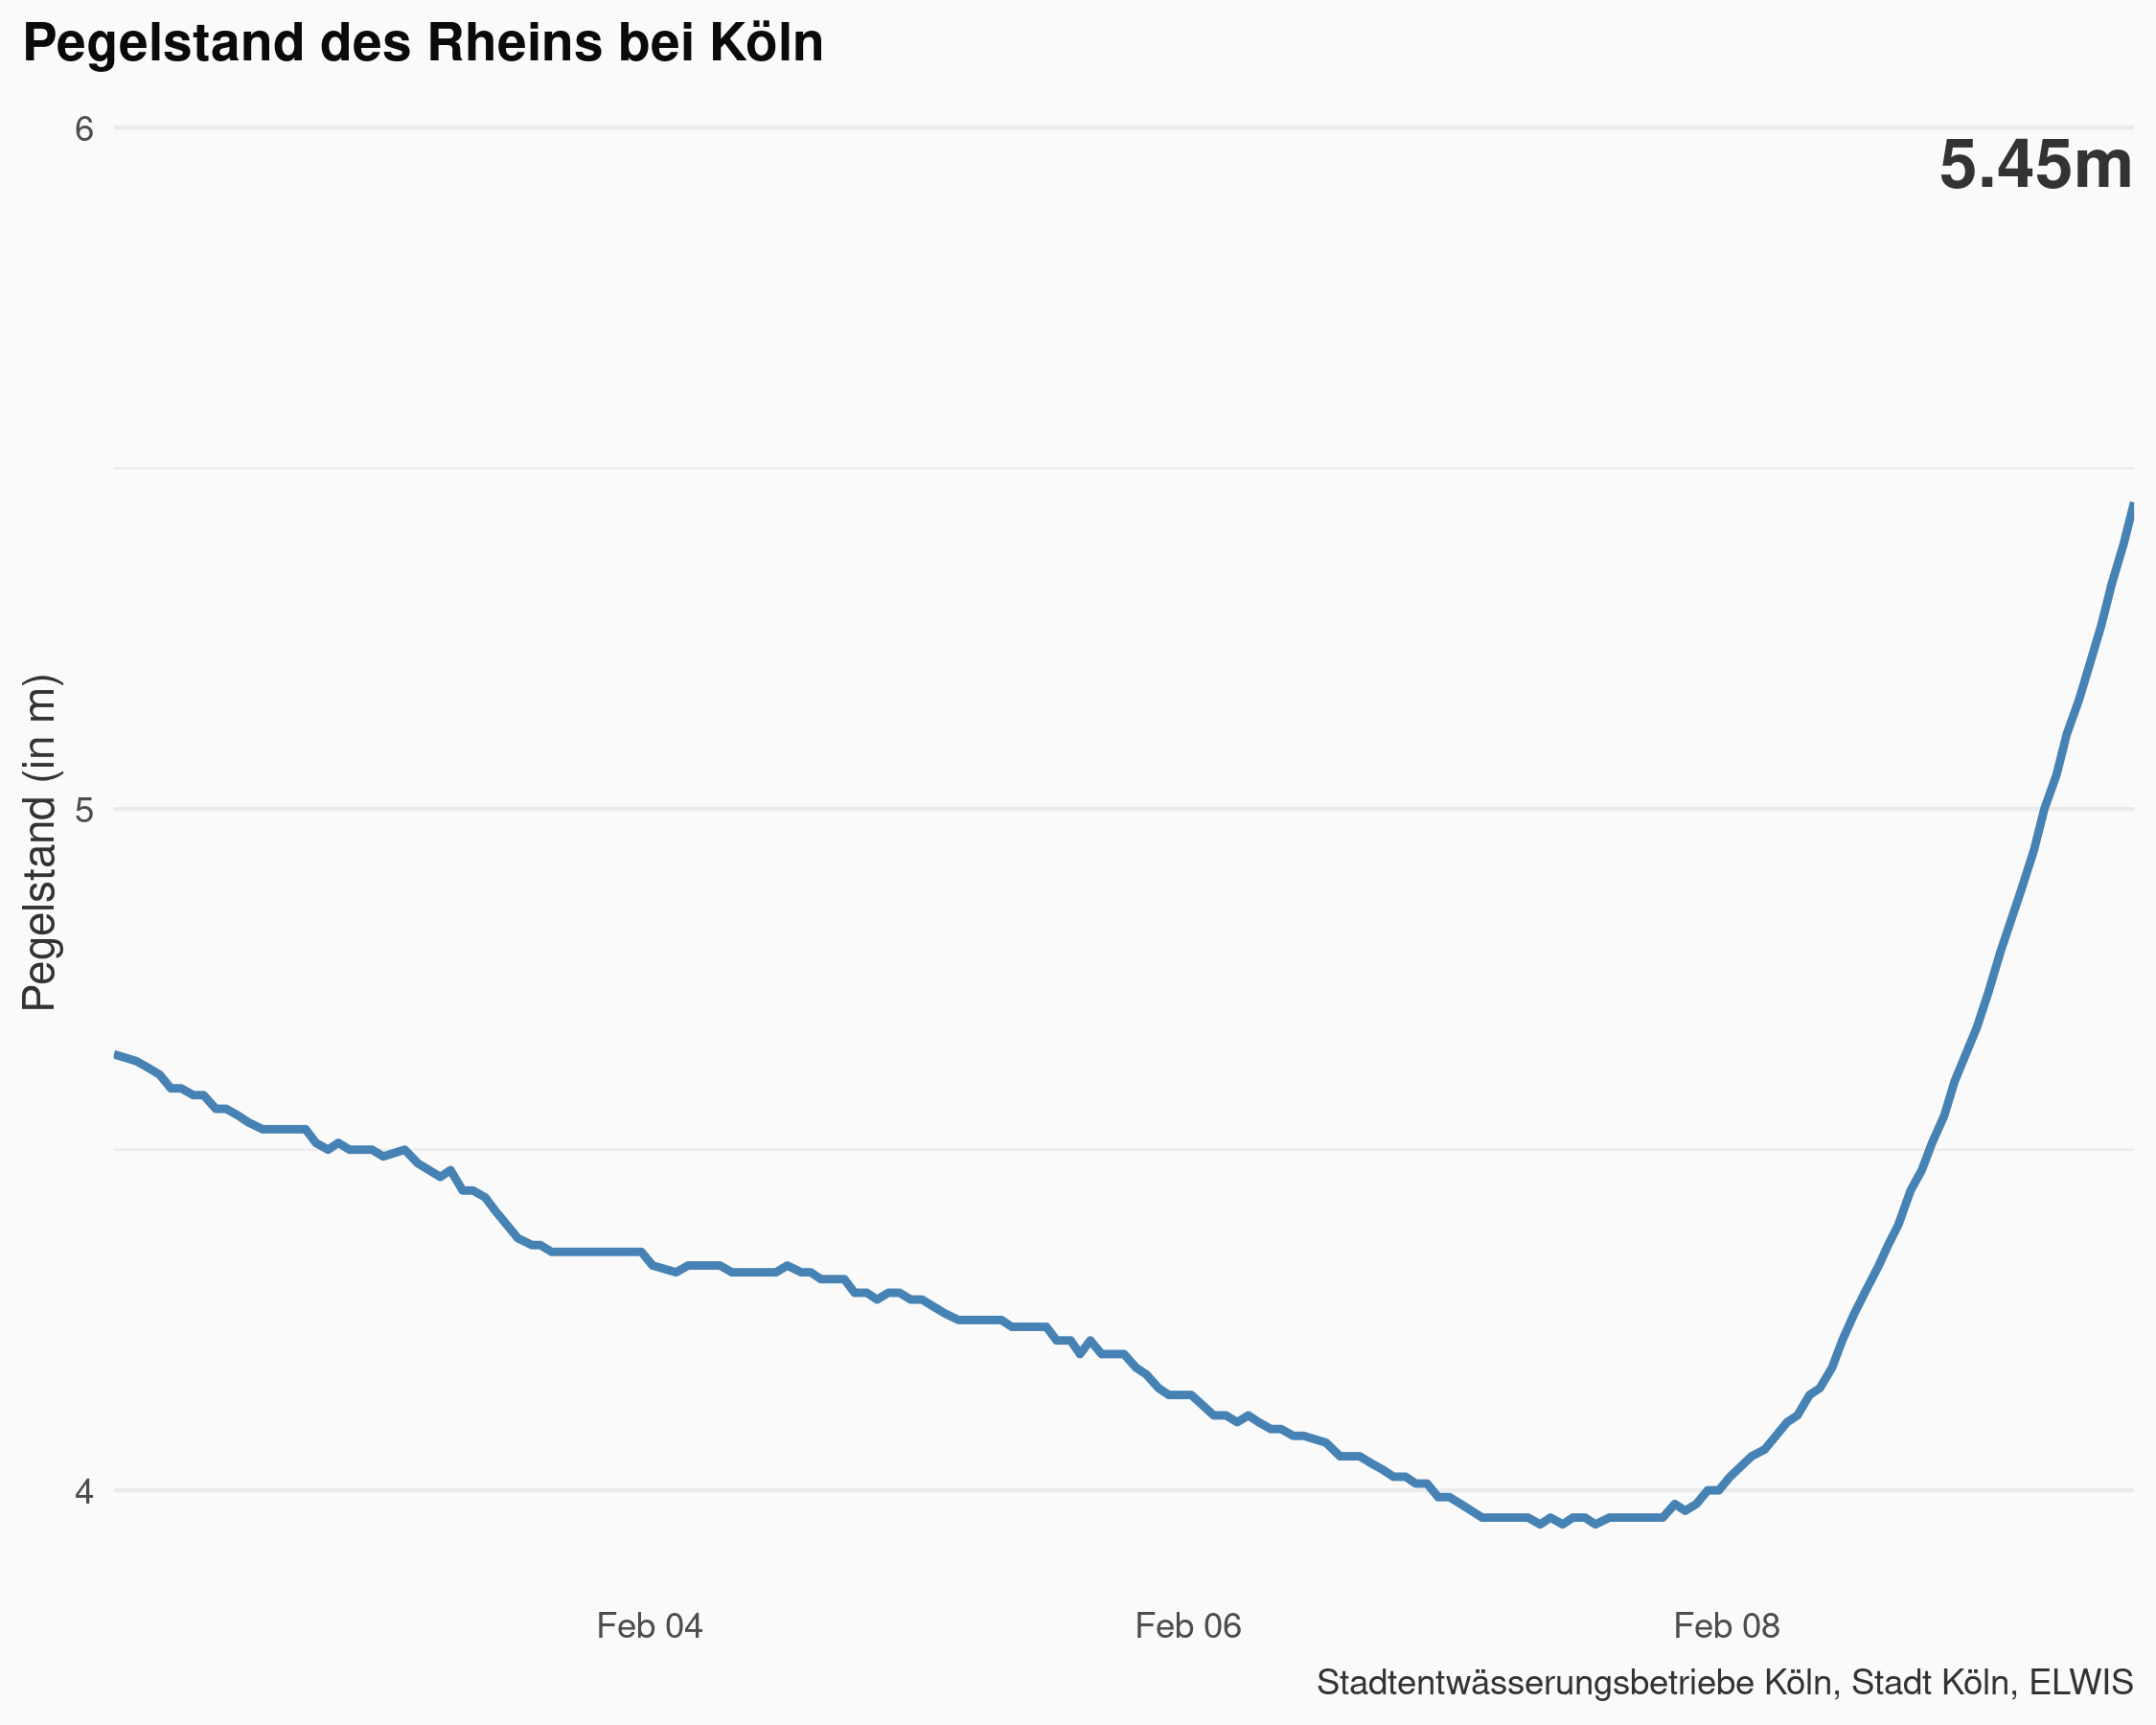 Pegelstand des Rheins bei Köln
6
5.45m
Pegelstand (in m)
5
4
Feb 04
Feb 06
Feb 08
Stadtentwässerungsbetriebe Köln, Stadt Köln, ELWIS